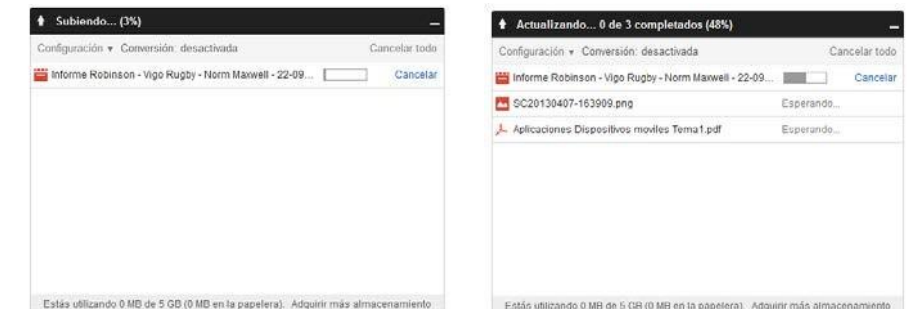 Subiendo... (3%)
Configuración Conversión: desactivada Cancelar todo
Informe Robinson - Vigo Rugby - Norm Maxwell - 22-09... Cancelar
Estás utilizando 0 MB de 5 GB (0 MB en la papelera). Adquirir más almacenamiento
Actualizando... 0 de 3 completados (48%)
Configuración Conversión: desactivada Cancelar todo
Informe Robinson - Vigo Rugby - Norm Maxwell - 22-09... Cancelar
SC20130407-163909.png Esperando...
Aplicaciones Dispositivos moviles Tema1.pdf Esperando...
Estás utilizando 0 MB de 5 GB (0 MB en la papelera). Adquirir más almacenamiento